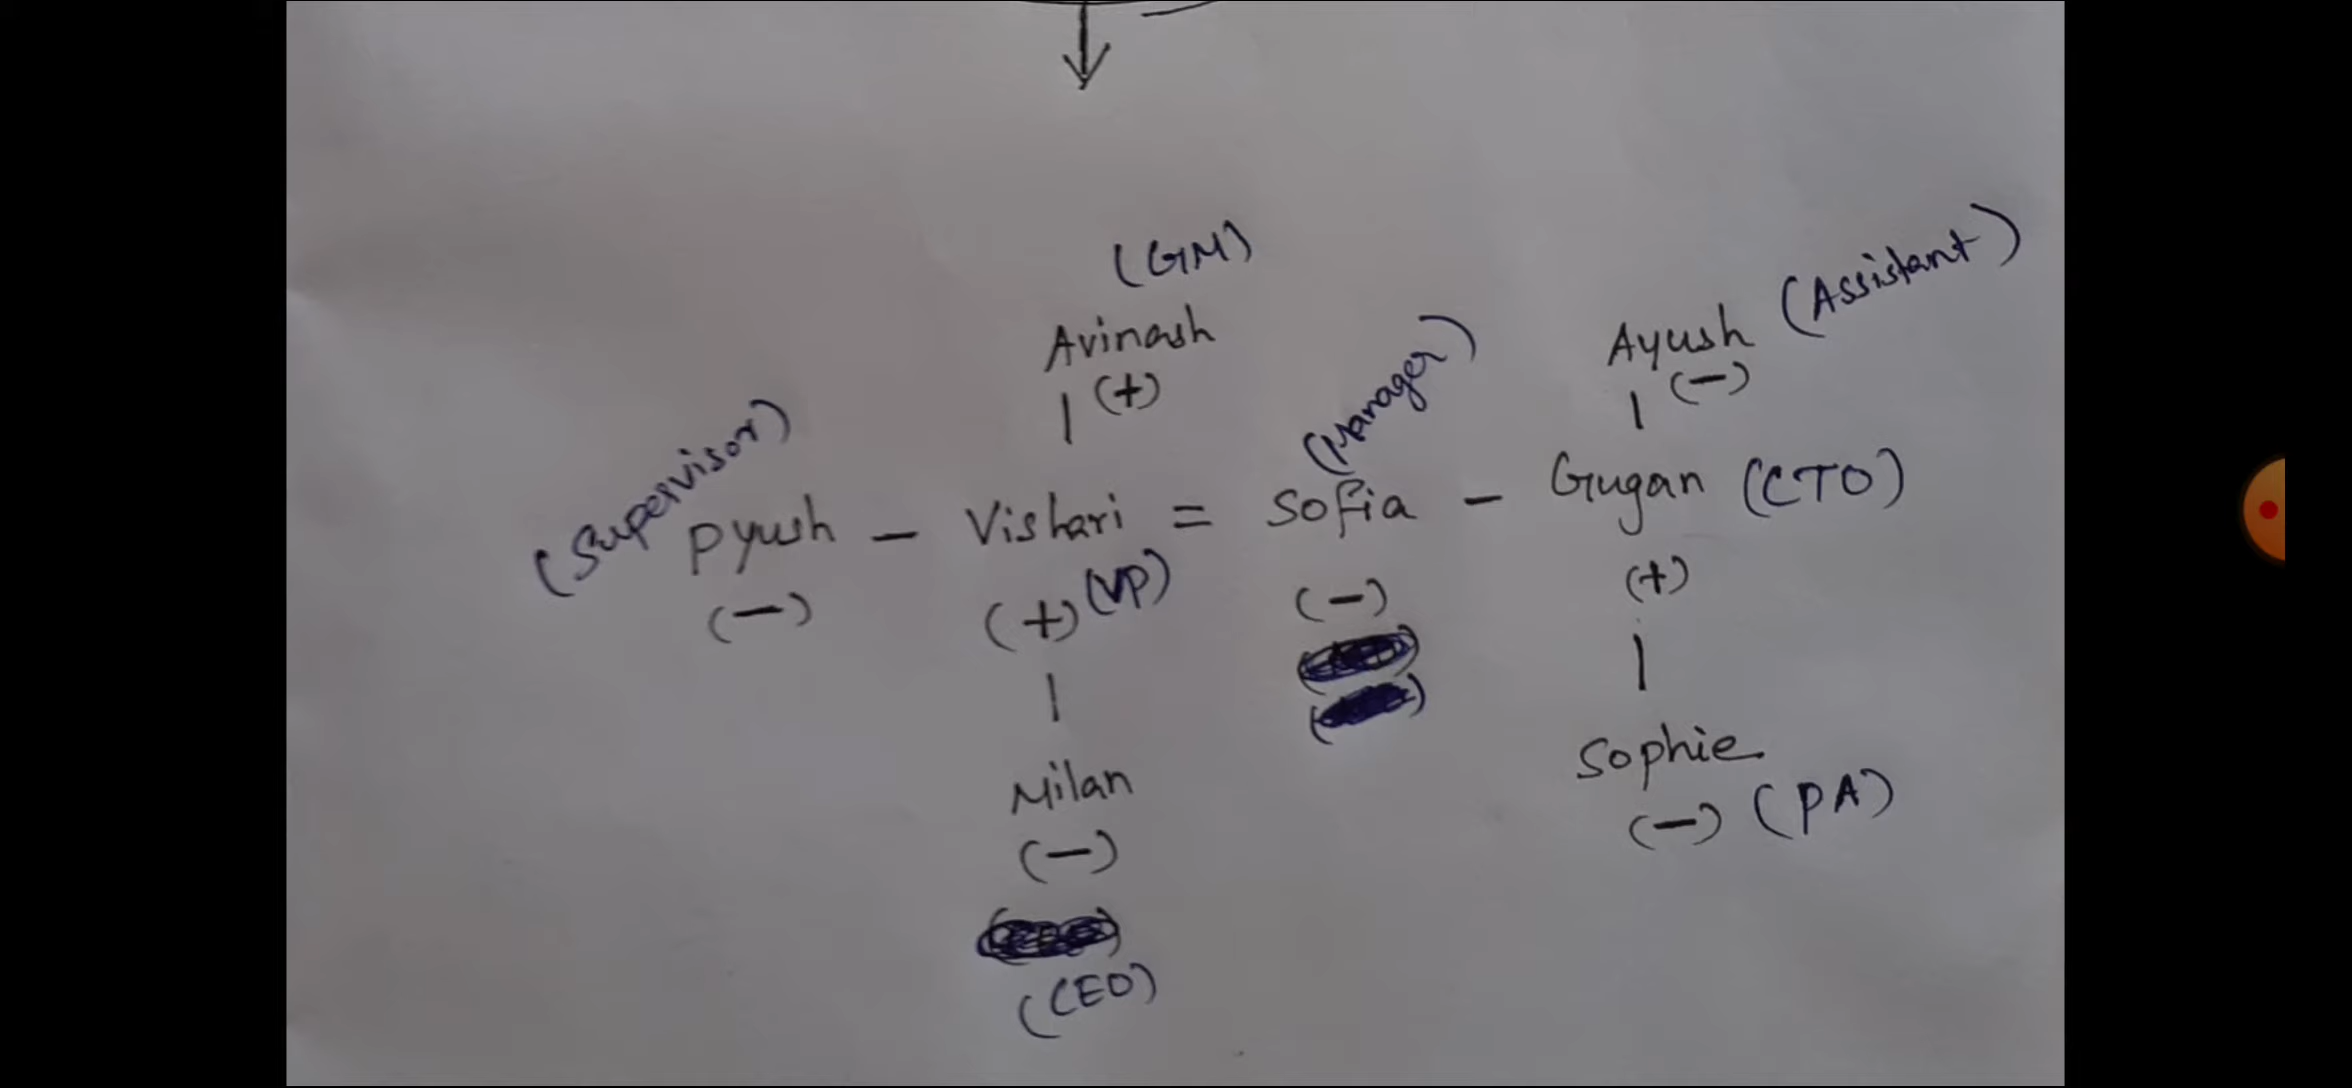 (GM)
Avinash
(+)
Ayush (Assistant)
(-)
(Supervisor)
(Manager)
Pyush - Vishari = Sofia - Gugan (CTO)
(-) (+) (VP) (-) (+)
Milan
(-)
(CEO)
Sophie
(-) (PA)